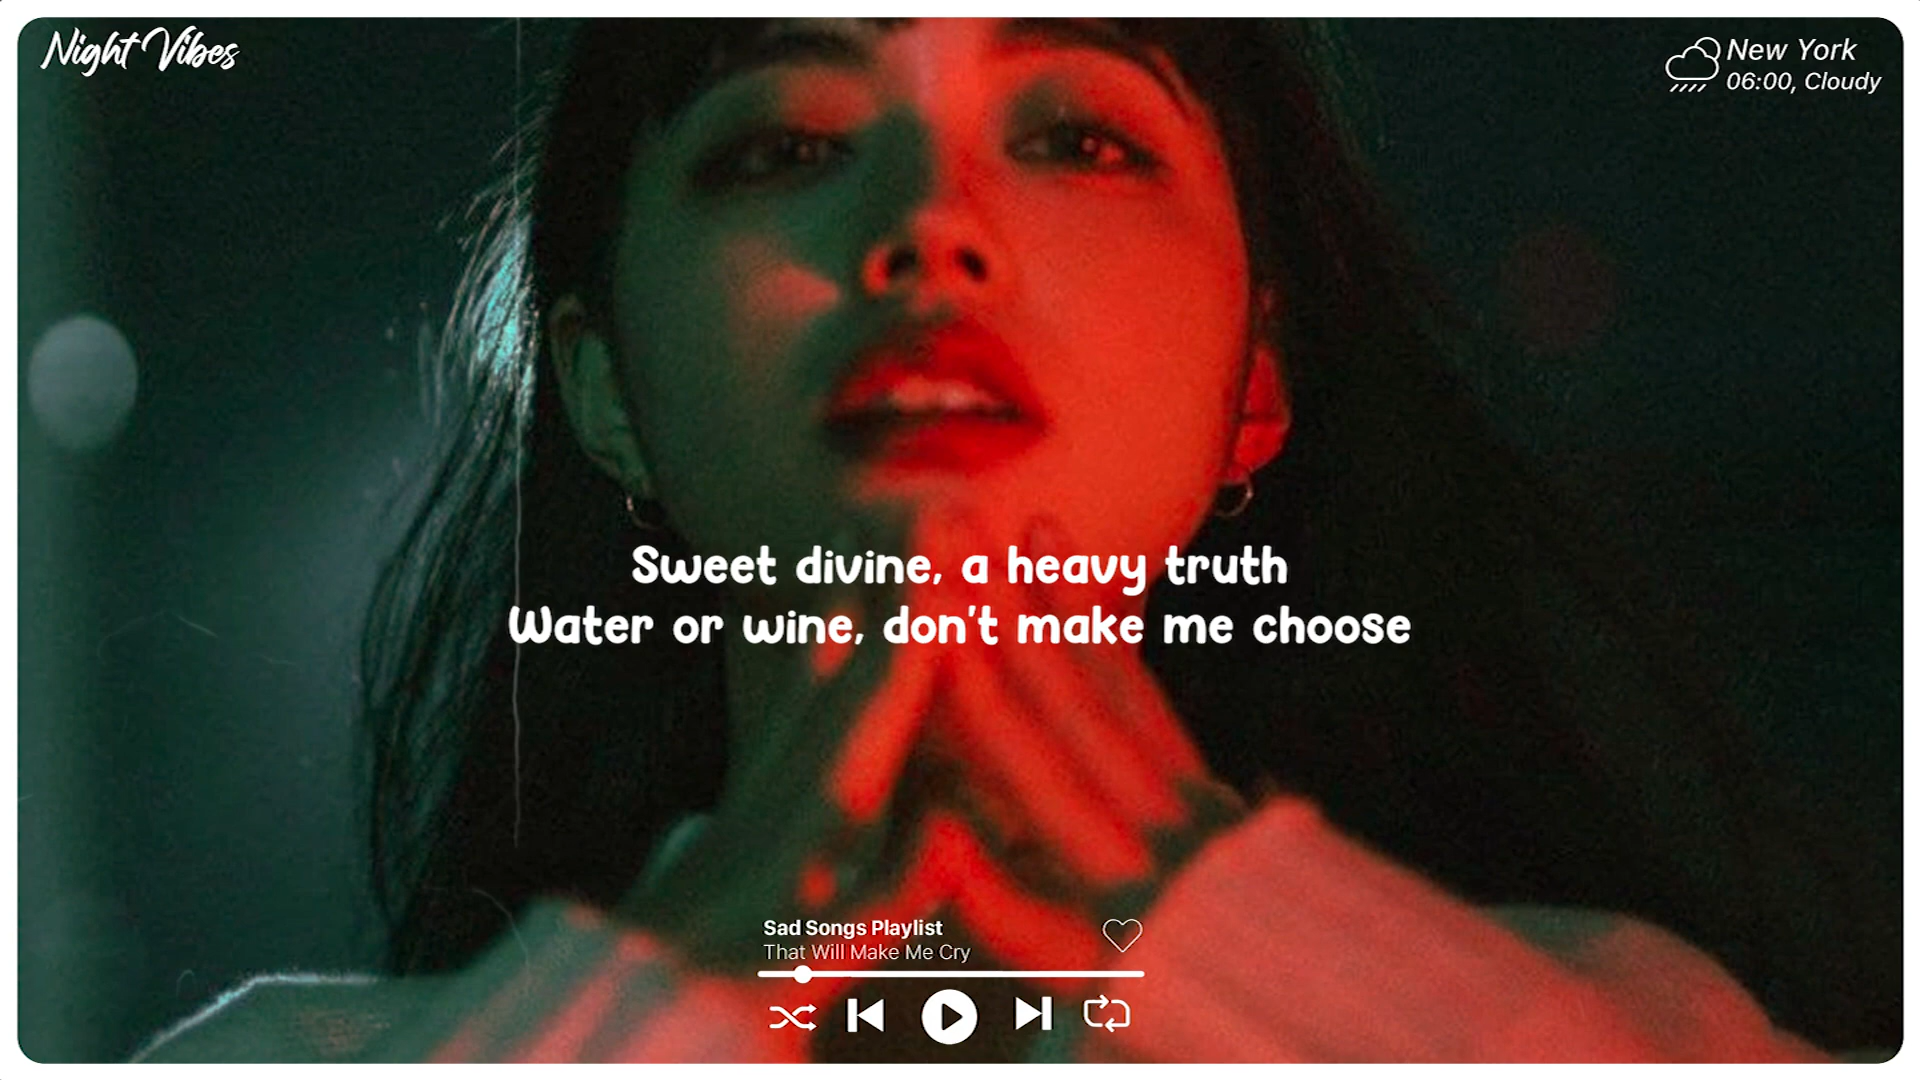 Night Vibes
New York
06:00, Cloudy
Sweet divine, a heavy truth
Water or wine, don't make me choose
Sad Songs Playlist
That Will Make Me Cry